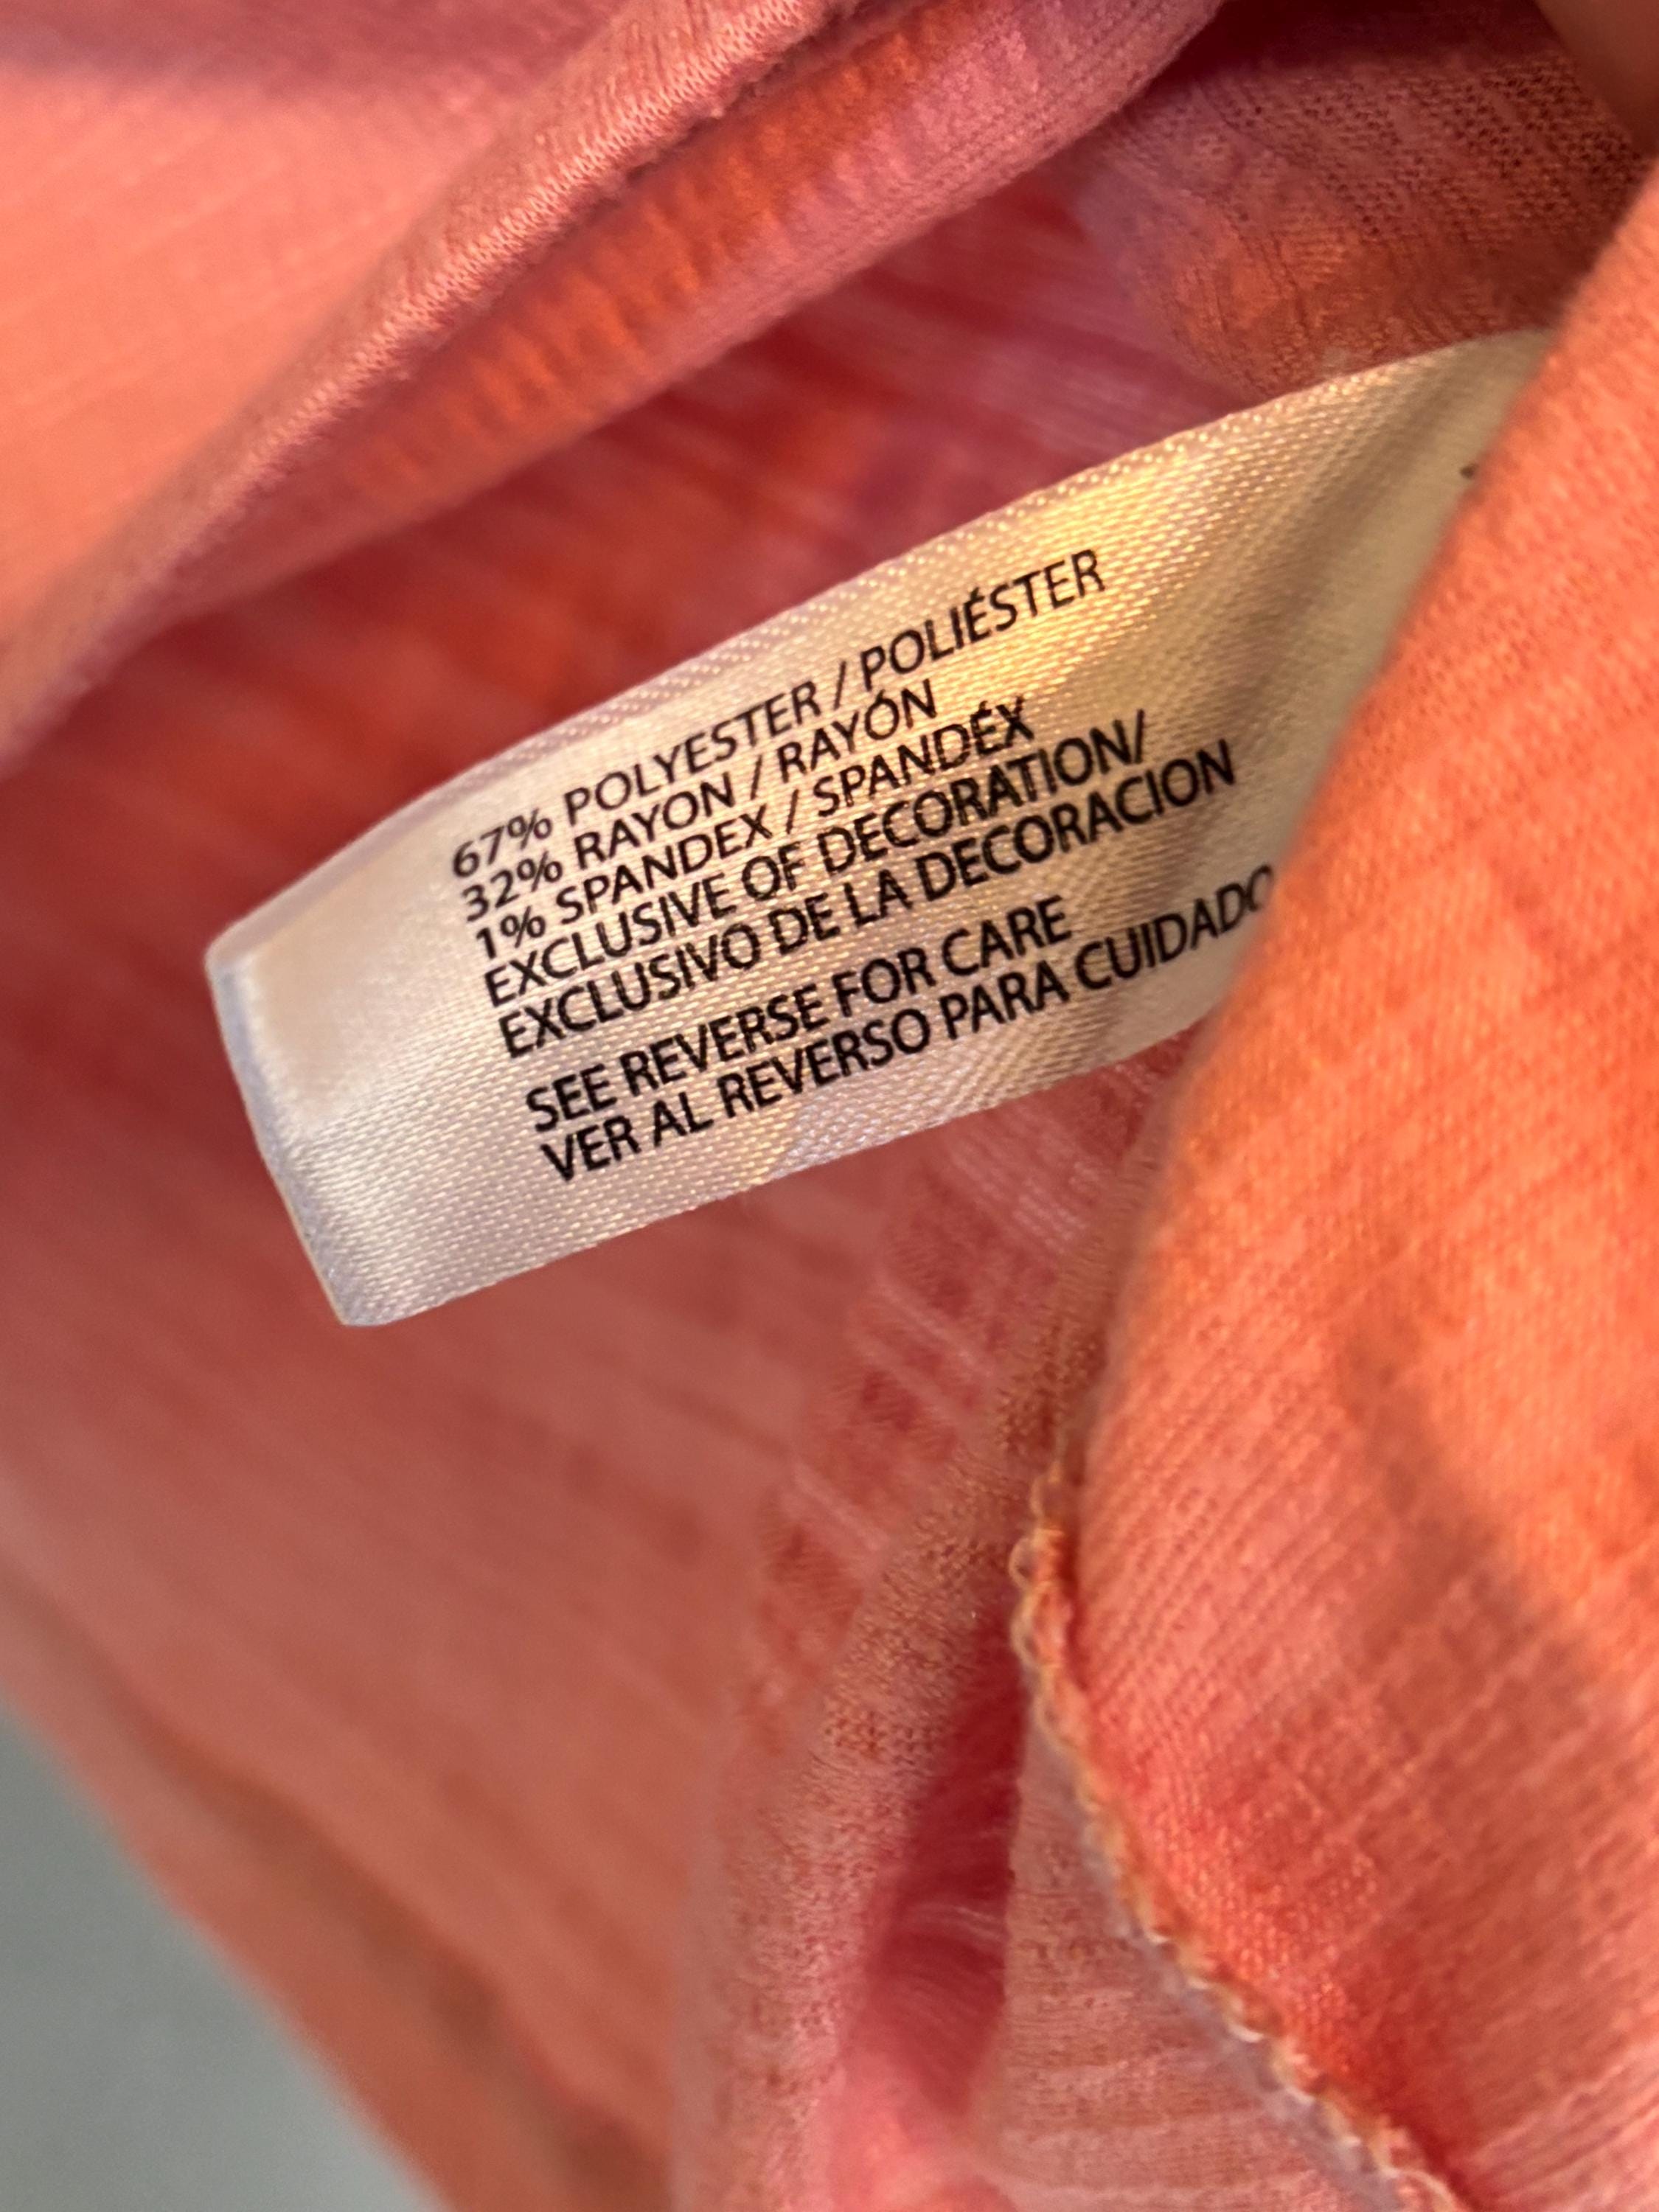 67% POLYESTER / POLIÉSTER
32% RAYON / RAYÓN
1% SPANDEX / SPANDÉX
EXCLUSIVE OF DECORATION/
EXCLUSIVO DE LA DECORACION
SEE REVERSE FOR CARE
VER AL REVERSO PARA CUIDADO